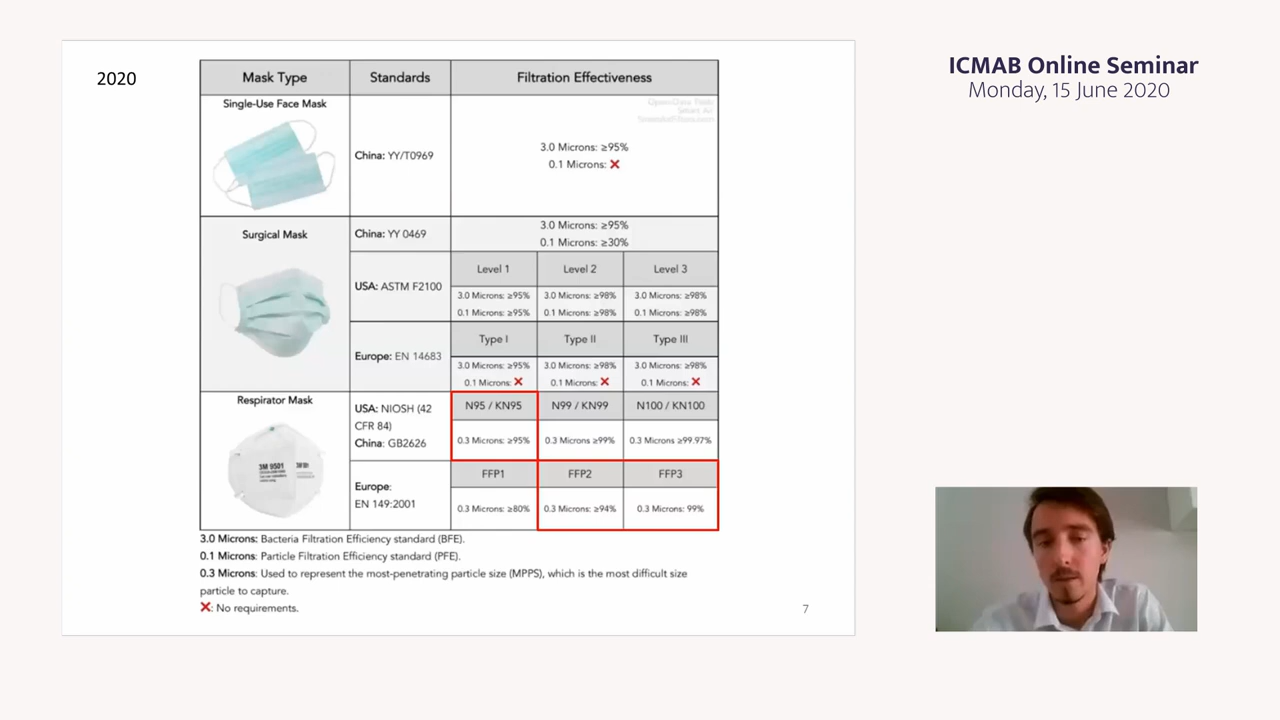 2020
ICMAB Online Seminar
Monday, 15 June 2020
Mask Type
Standards
Filtration Effectiveness
Single-Use Face Mask
China: YY/T0969
3.0 Microns: ≥95%
0.1 Microns: ❌
Surgical Mask
China: YY 0469
3.0 Microns: ≥95%
0.1 Microns: ≥30%
USA: ASTM F2100
Level 1
Level 2
Level 3
3.0 Microns: ≥95%
0.1 Microns: ≥95%
3.0 Microns: ≥98%
0.1 Microns: ≥98%
3.0 Microns: ≥98%
0.1 Microns: ≥98%
Europe: EN 14683
Type I
Type II
Type III
3.0 Microns: ≥95%
0.1 Microns: ❌
3.0 Microns: ≥98%
0.1 Microns: ❌
3.0 Microns: ≥98%
0.1 Microns: ❌
Respirator Mask
3M 9501
USA: NIOSH (42
CFR 84)
China: GB2626
N95 / KN95
N99 / KN99
N100 / KN100
0.3 Microns: ≥95%
0.3 Microns ≥99%
0.3 Microns ≥99.97%
Europe:
EN 149:2001
FFP1
FFP2
FFP3
0.3 Microns: ≥80%
0.3 Microns: ≥94%
0.3 Microns: 99%
3.0 Microns: Bacteria Filtration Efficiency standard (BFE).
0.1 Microns: Particle Filtration Efficiency standard (PFE).
0.3 Microns: Used to represent the most-penetrating particle size (MPPS), which is the most difficult size
particle to capture.
❌: No requirements.
7